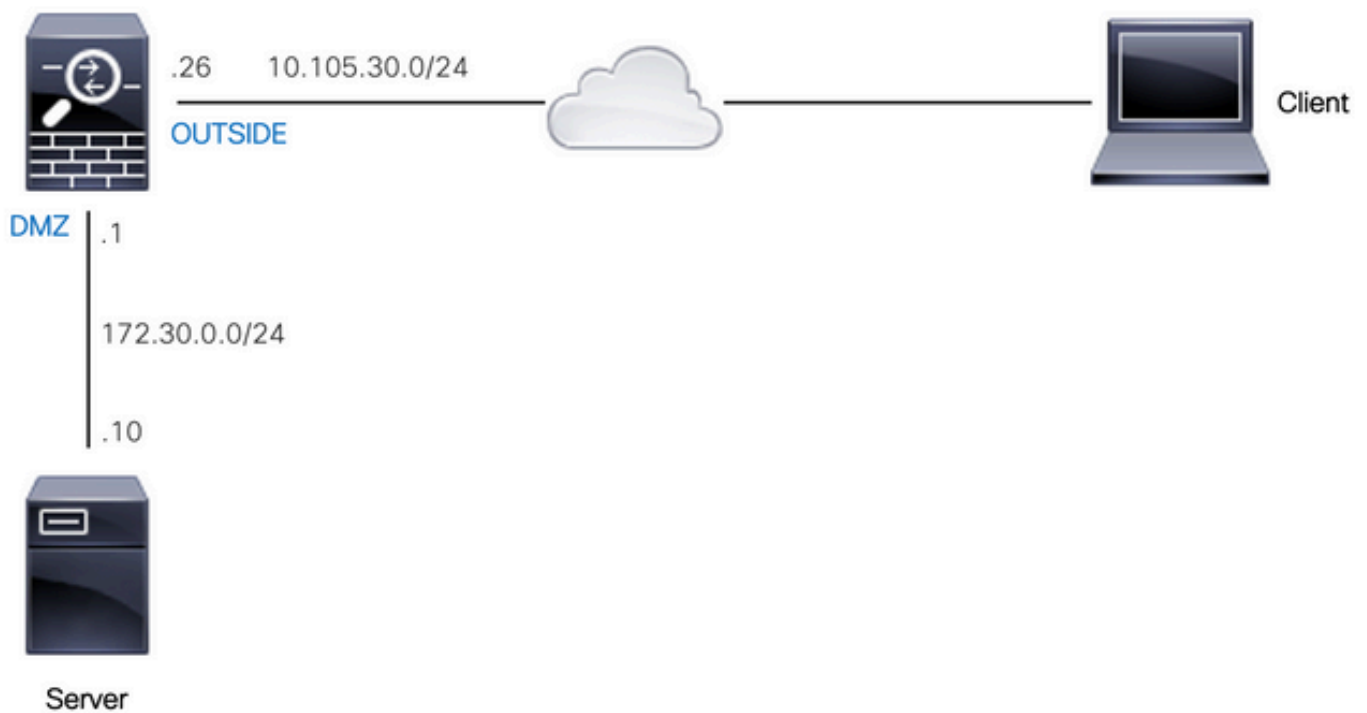 .26 10.105.30.0/24
Client
OUTSIDE
DMZ
.1
172.30.0.0/24
.10
Server